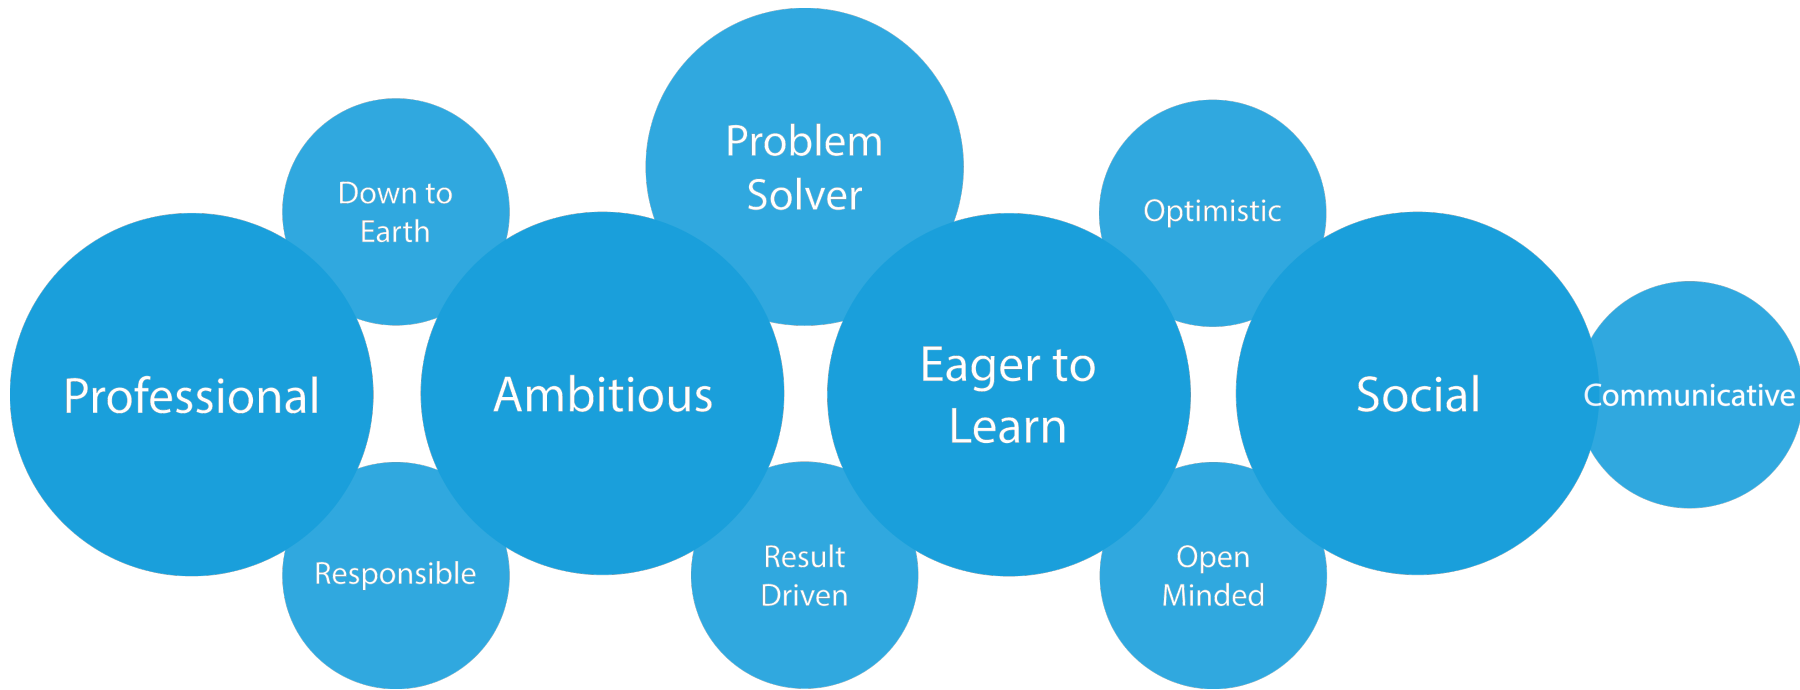 Problem
Solver
Down to
Earth
Optimistic
Professional
Ambitious
Eager to
Learn
Social
Communicative
Responsible
Result
Driven
Open
Minded